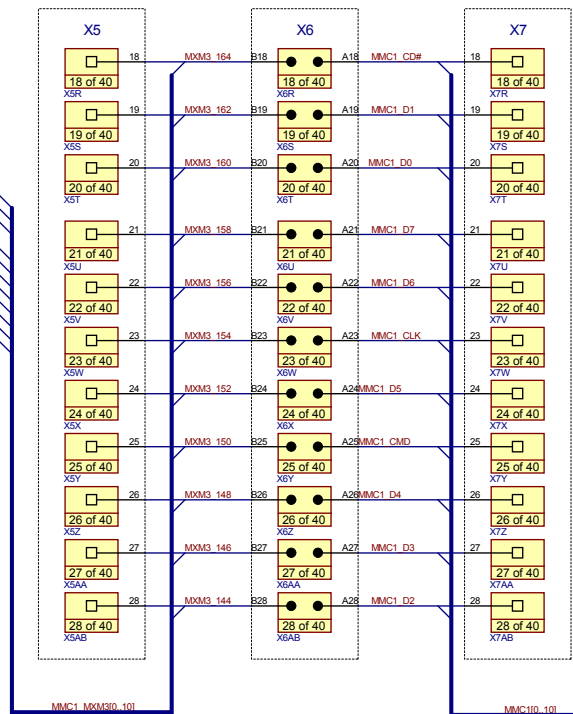 X5 X6 X7
18 MXM3_164 B18 A18 MMC1_CD# 18
18 of 40 18 of 40 18 of 40
X5R X6R X7R
19 MXM3_162 B19 A19 MMC1_D1 19
19 of 40 19 of 40 19 of 40
X5S X6S X7S
20 MXM3_160 B20 A20 MMC1_D0 20
20 of 40 20 of 40 20 of 40
X5T X6T X7T
21 MXM3_158 B21 A21 MMC1_D7 21
21 of 40 21 of 40 21 of 40
X5U X6U X7U
22 MXM3_156 B22 A22 MMC1_D6 22
22 of 40 22 of 40 22 of 40
X5V X6V X7V
23 MXM3_154 B23 A23 MMC1_CLK 23
23 of 40 23 of 40 23 of 40
X5W X6W X7W
24 MXM3_152 B24 A24 MMC1_D5 24
24 of 40 24 of 40 24 of 40
X5X X6X X7X
25 MXM3_150 B25 A25 MMC1_CMD 25
25 of 40 25 of 40 25 of 40
X5Y X6Y X7Y
26 MXM3_148 B26 A26 MMC1_D4 26
26 of 40 26 of 40 26 of 40
X5Z X6Z X7Z
27 MXM3_146 B27 A27 MMC1_D3 27
27 of 40 27 of 40 27 of 40
X5AA X6AA X7AA
28 MXM3_144 B28 A28 MMC1_D2 28
28 of 40 28 of 40 28 of 40
X5AB X6AB X7AB
MMC1_MXM3[0..10] MMC1[0..10]